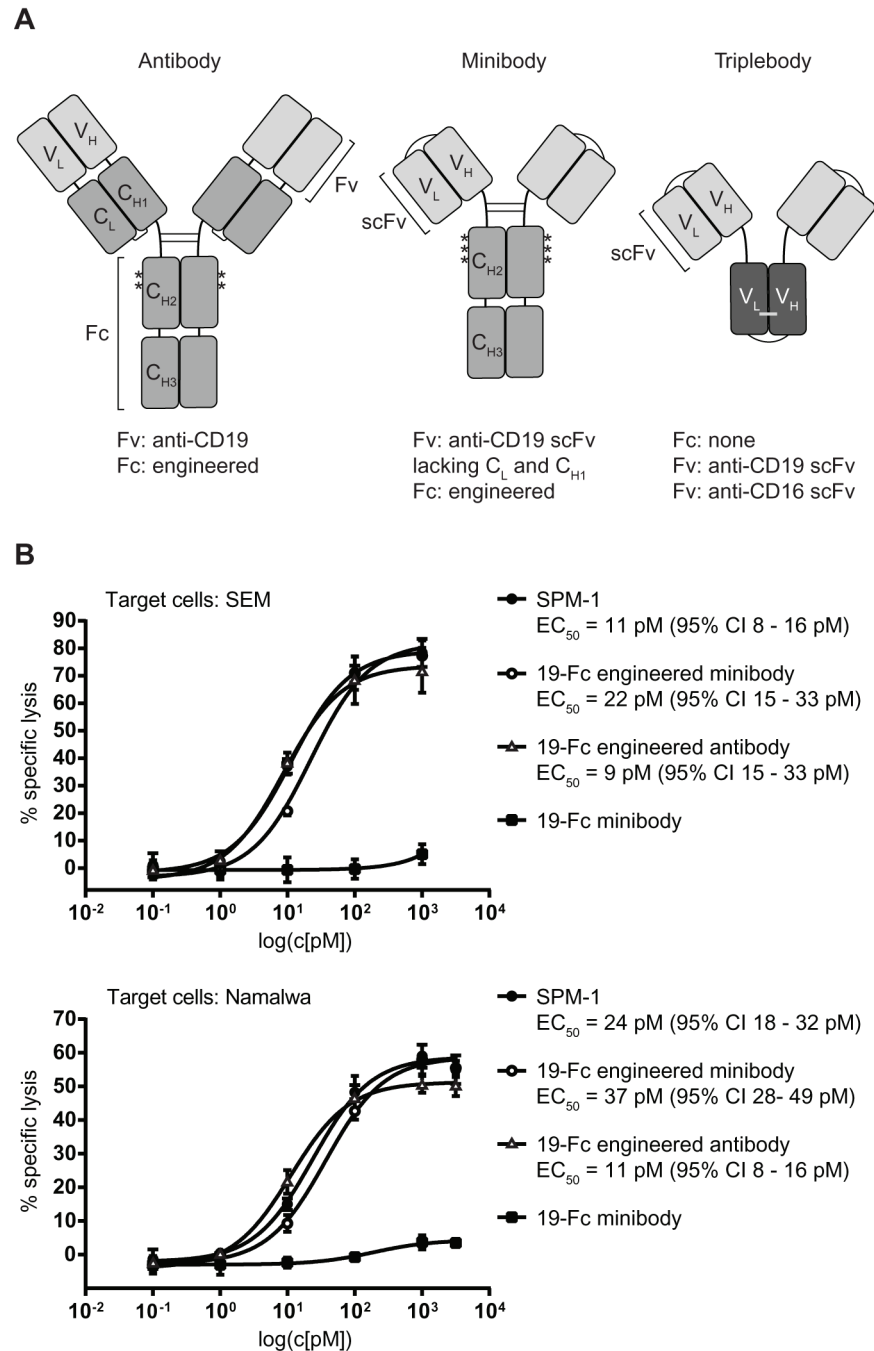 A
Antibody
Minibody
Triplebody
VL
VH
CL
CH1
Fv
Fc
**
**
CH2
CH3
scFv
VL
VH
***
***
CH2
CH3
scFv
VL
VH
VL
VH
Fv: anti-CD19
Fc: engineered
Fv: anti-CD19 scFv
lacking CL and CH1
Fc: engineered
Fc: none
Fv: anti-CD19 scFv
Fv: anti-CD16 scFv
B
Target cells: SEM
% specific lysis
90
80
70
60
50
40
30
20
10
0
10-2 10-1 100 101 102 103 104
log(c[pM])
SPM-1
EC50 = 11 pM (95% CI 8 - 16 pM)
19-Fc engineered minibody
EC50 = 22 pM (95% CI 15 - 33 pM)
19-Fc engineered antibody
EC50 = 9 pM (95% CI 15 - 33 pM)
19-Fc minibody
Target cells: Namalwa
% specific lysis
70
60
50
40
30
20
10
0
10-2 10-1 100 101 102 103 104
log(c[pM])
SPM-1
EC50 = 24 pM (95% CI 18 - 32 pM)
19-Fc engineered minibody
EC50 = 37 pM (95% CI 28- 49 pM)
19-Fc engineered antibody
EC50 = 11 pM (95% CI 8 - 16 pM)
19-Fc minibody